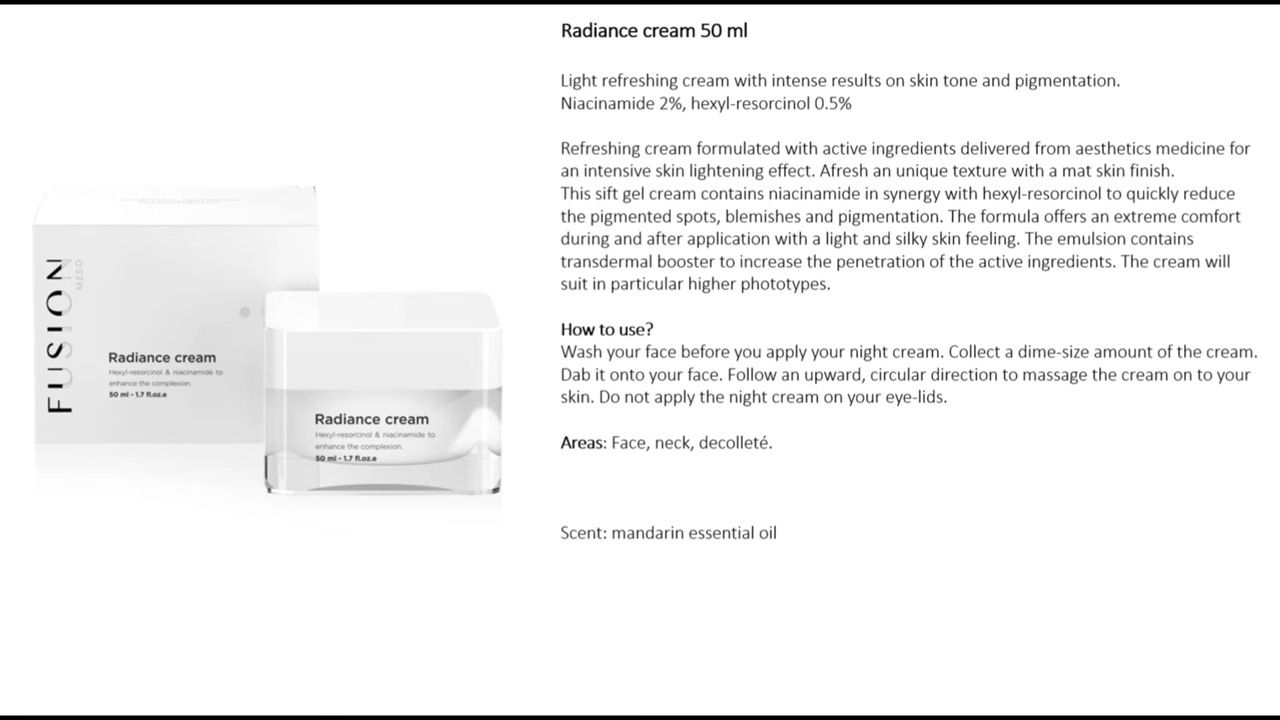 Radiance cream 50 ml
Light refreshing cream with intense results on skin tone and pigmentation.
Niacinamide 2%, hexyl-resorcinol 0.5%
Refreshing cream formulated with active ingredients delivered from aesthetics medicine for
an intensive skin lightening effect. Afresh an unique texture with a mat skin finish.
This sift gel cream contains niacinamide in synergy with hexyl-resorcinol to quickly reduce
the pigmented spots, blemishes and pigmentation. The formula offers an extreme comfort
during and after application with a light and silky skin feeling. The emulsion contains
transdermal booster to increase the penetration of the active ingredients. The cream will
suit in particular higher phototypes.
How to use?
Wash your face before you apply your night cream. Collect a dime-size amount of the cream.
Dab it onto your face. Follow an upward, circular direction to massage the cream on to your
skin. Do not apply the night cream on your eye-lids.
Areas: Face, neck, decolleté.
Scent: mandarin essential oil
FUSION
MÉSO
Radiance cream
Hexyl-resorcinol & niacinamide to
enhance the complexion.
50 ml - 1.7 fl.oz.e
Radiance cream
Hexyl-resorcinol & niacinamide to
enhance the complexion.
50 ml - 1.7 fl.oz.e